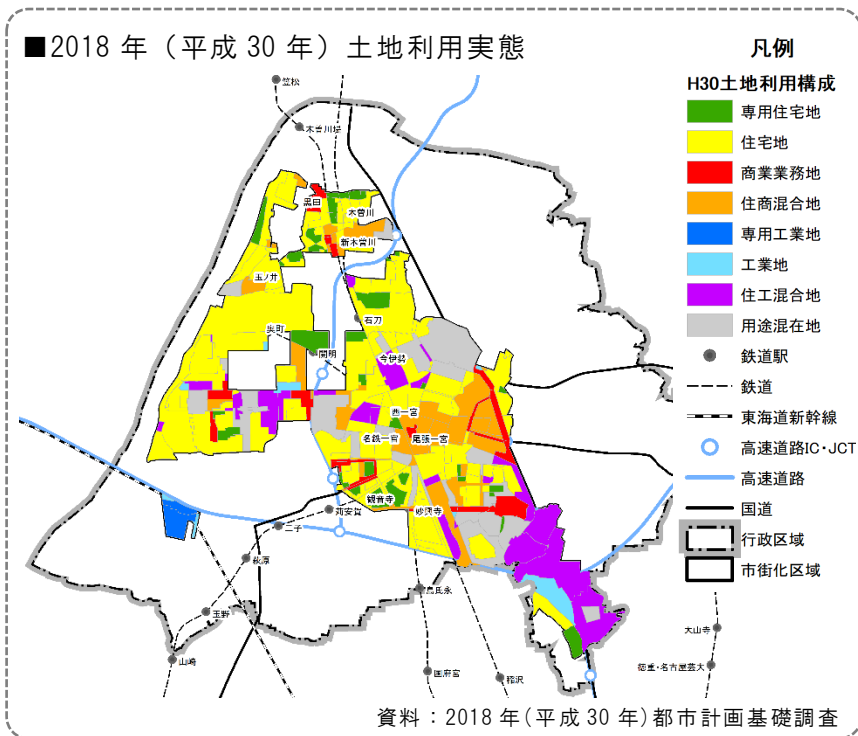 ■2018 年（平成 30 年）土地利用実態
凡例
H30土地利用構成
専用住宅地
住宅地
商業業務地
住商混合地
専用工業地
工業地
住工混合地
用途混在地
鉄道駅
鉄道
東海道新幹線
高速道路IC・JCT
高速道路
国道
行政区域
市街化区域
笠松
木曽川堤
黒田
木曽川
新木曽川
玉ノ井
石刀
奥町
開明
今伊勢
西一宮
名鉄一宮
尾張一宮
観音寺
妙興寺
苅安賀
二子
萩原
玉野
山崎
島氏永
国府宮
稲沢
大山寺
徳重・名古屋芸大
資料：2018 年(平成 30 年)都市計画基礎調査